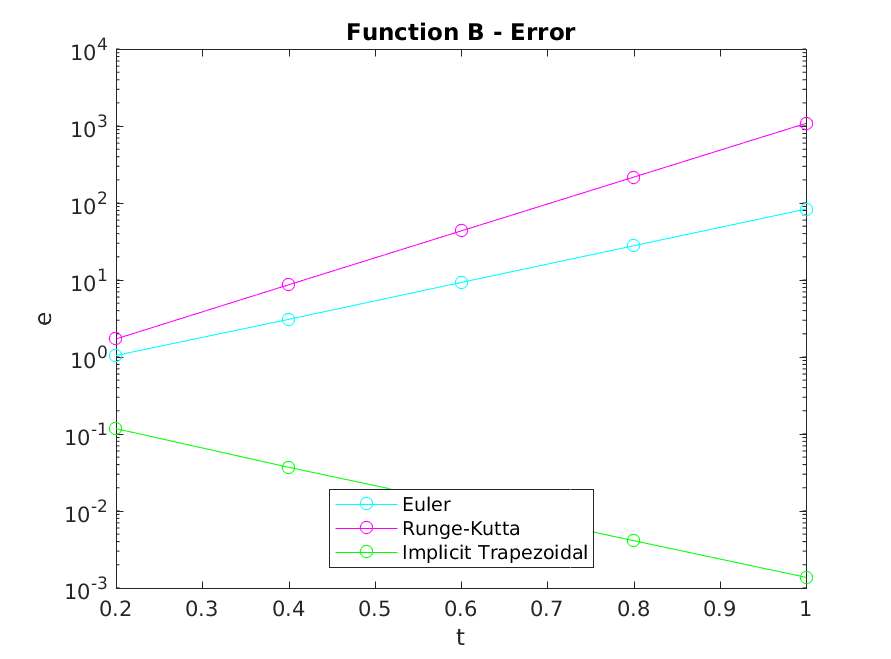 Function B - Error
10^4
10^3
10^2
10^1
10^0
10^-1
10^-2
10^-3
e
Euler
Runge-Kutta
Implicit Trapezoidal
0.2 0.3 0.4 0.5 0.6 0.7 0.8 0.9 1
t